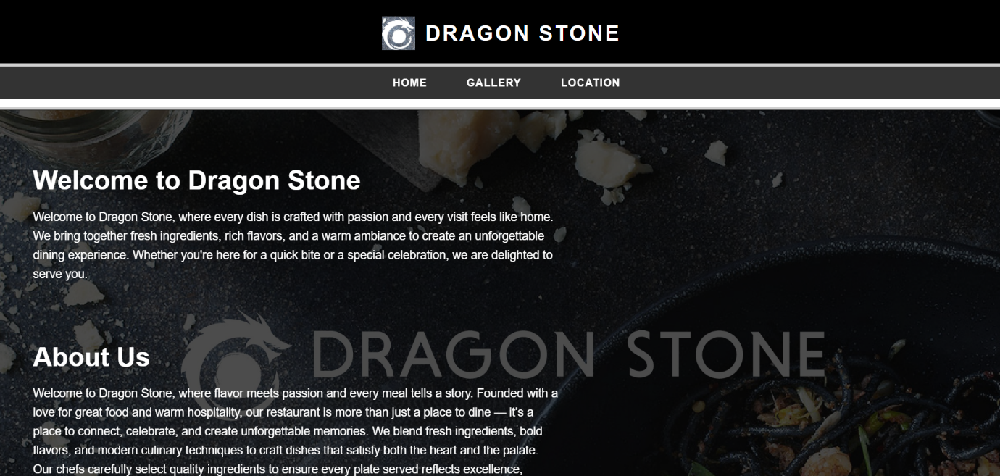 DRAGON STONE
HOME GALLERY LOCATION
Welcome to Dragon Stone
Welcome to Dragon Stone, where every dish is crafted with passion and every visit feels like home.
We bring together fresh ingredients, rich flavors, and a warm ambiance to create an unforgettable
dining experience. Whether you're here for a quick bite or a special celebration, we are delighted to
serve you.
DRAGON STONE
About Us
Welcome to Dragon Stone, where flavor meets passion and every meal tells a story. Founded with a
love for great food and warm hospitality, our restaurant is more than just a place to dine — it's a
place to connect, celebrate, and create unforgettable memories. We blend fresh ingredients, bold
flavors, and modern culinary techniques to craft dishes that satisfy both the heart and the palate.
Our chefs carefully select quality ingredients to ensure every plate served reflects excellence,